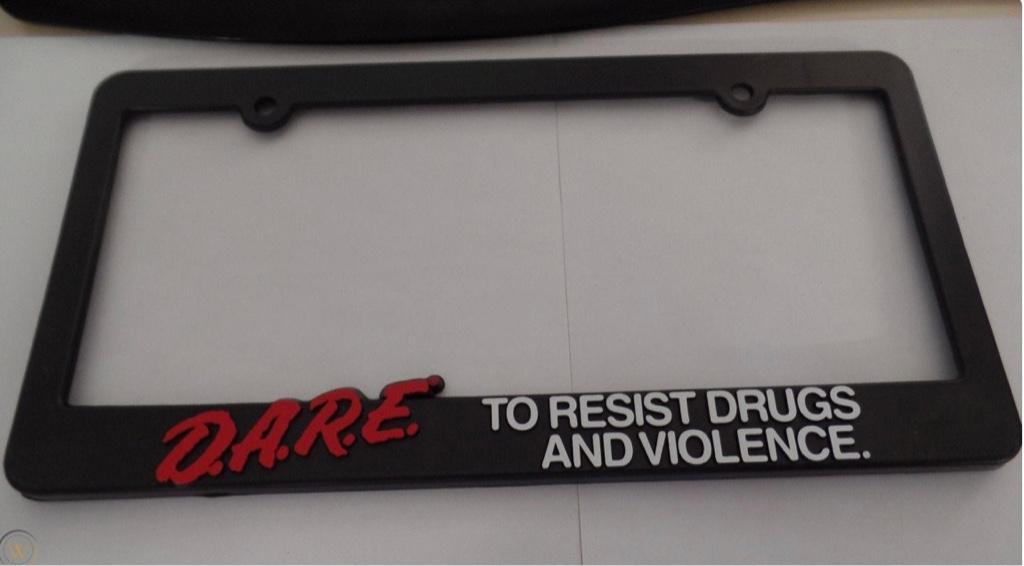 D.A.R.E.
TO RESIST DRUGS
AND VIOLENCE.